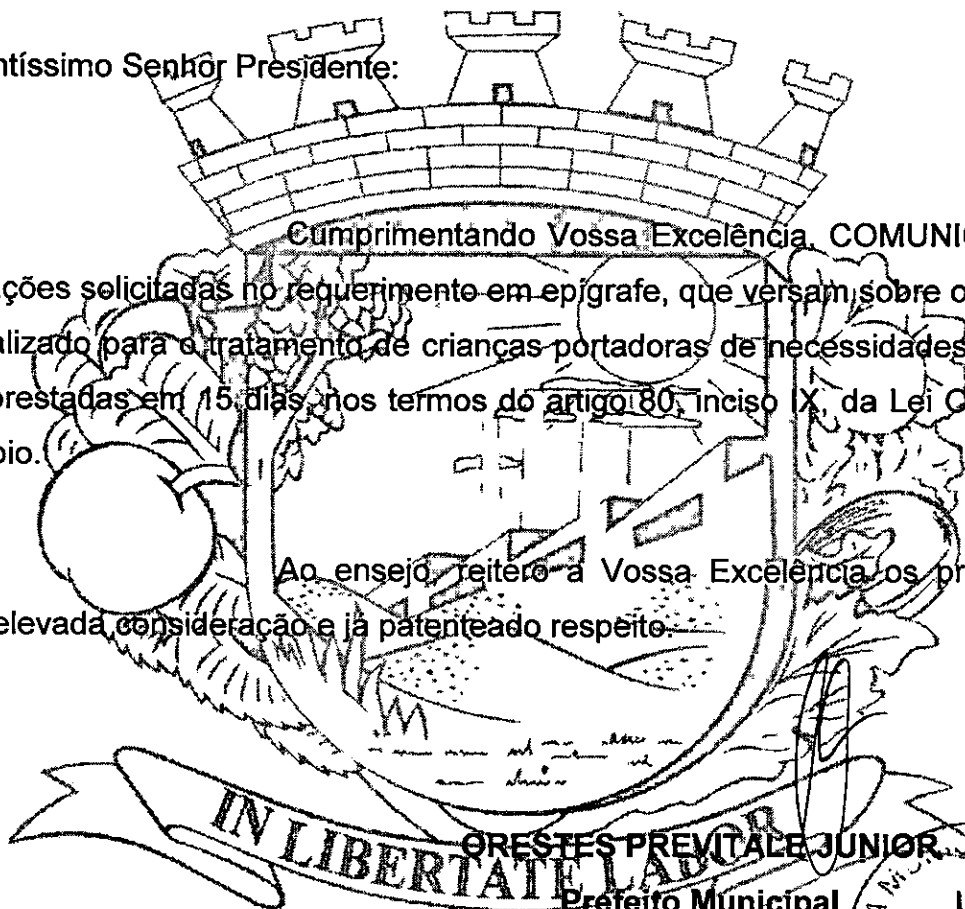 ntíssimo Senhor Presidente:
Cumprimentando Vossa Excelência, COMUNI
ções solicitadas no requerimento em epígrafe, que versam sobre o
alizado para o tratamento de crianças portadoras de necessidades
prestadas em 15 dias, nos termos do artigo 80, inciso IX, da Lei O
pio.
Ao ensejo, reitero a Vossa Excelência os pr
elevada consideração e já patenteado respeito.
IN LIBERTATE LABOR
ORESTES PREVITALE JUNIOR
Prefeito Municipal